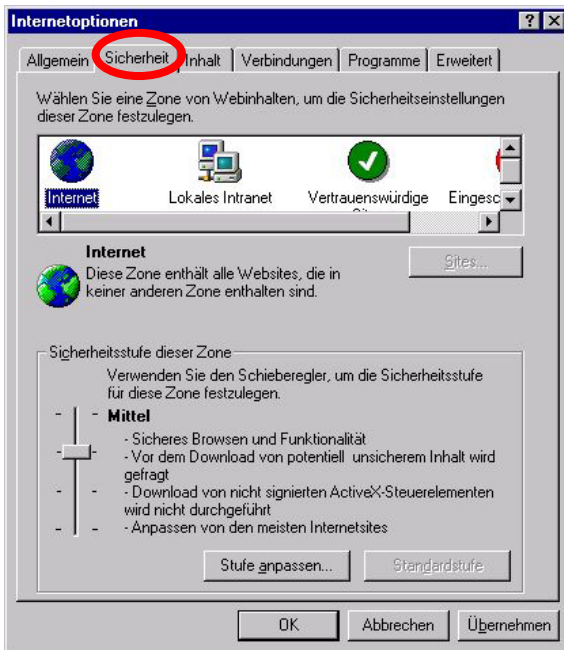 Internetoptionen
Allgemein Sicherheit Inhalt Verbindungen Programme Erweitert
Wählen Sie eine Zone von Webinhalten, um die Sicherheitseinstellungen
dieser Zone festzulegen.
Internet Lokales Intranet Vertrauenswürdige Eingesc
Internet
Diese Zone enthält alle Websites, die in
keiner anderen Zone enthalten sind.
Sites...
Sicherheitsstufe dieser Zone
Verwenden Sie den Schieberegler, um die Sicherheitsstufe
für diese Zone festzulegen.
Mittel
- Sicheres Browsen und Funktionalität
- Vor dem Download von potentiell unsicherem Inhalt wird
gefragt
- Download von nicht signierten ActiveX-Steuerelementen
wird nicht durchgeführt
- Anpassen von den meisten Internetsites
Stufe anpassen... Standardstufe
OK Abbrechen Übernehmen